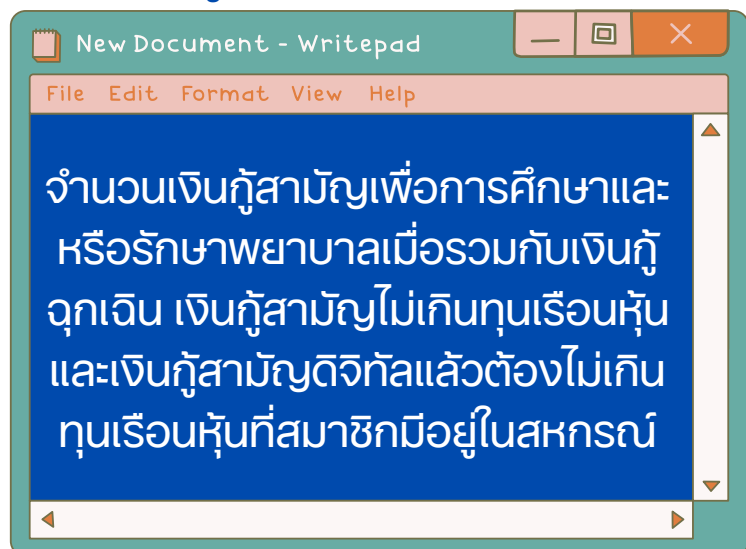 New Document - Writepad
File Edit Format View Help
จำนวนเงินกู้สามัญเพื่อการศึกษาและ
หรือรักษาพยาบาลเมื่อรวมกับเงินกู้
ฉุกเฉิน เงินกู้สามัญไม่เกินทุนเรือนหุ้น
และเงินกู้สามัญดิจิทัลแล้วต้องไม่เกิน
ทุนเรือนหุ้นที่สมาชิกมีอยู่ในสหกรณ์